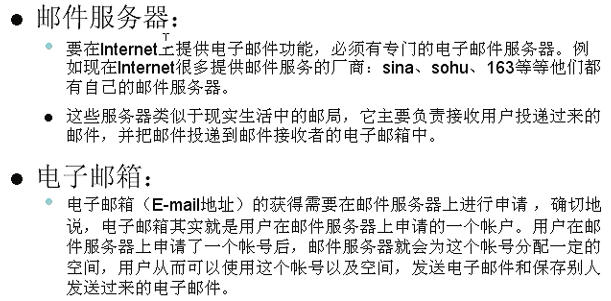 邮件服务器：
要在Internet上提供电子邮件功能，必须有专门的电子邮件服务器。例
如现在Internet很多提供邮件服务的厂商：sina、sohu、163等等他们都
有自己的邮件服务器。
这些服务器类似于现实生活中的邮局，它主要负责接收用户投递过来的
邮件，并把邮件投递到邮件接收者的电子邮箱中。
电子邮箱：
电子邮箱（E-mail地址）的获得需要在邮件服务器上进行申请 ，确切地
说，电子邮箱其实就是用户在邮件服务器上申请的一个帐户。用户在邮
件服务器上申请了一个帐号后，邮件服务器就会为这个帐号分配一定的
空间，用户从而可以使用这个帐号以及空间，发送电子邮件和保存别人
发送过来的电子邮件。